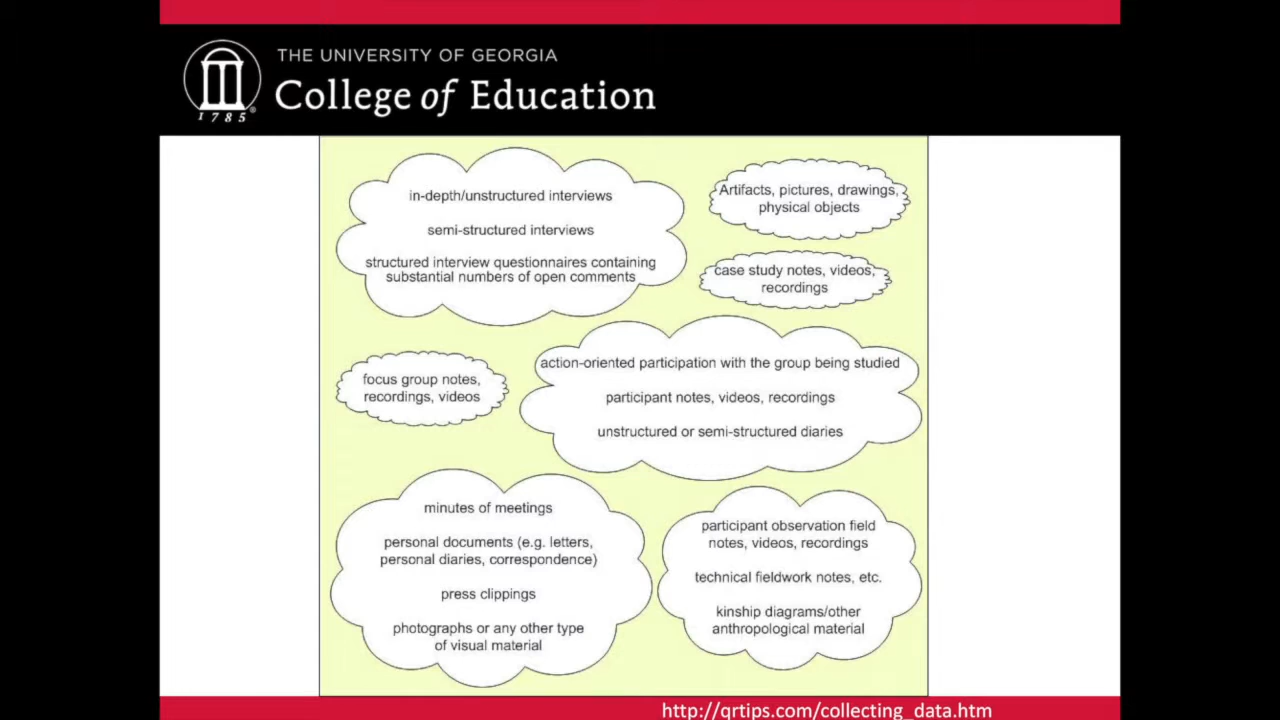 THE UNIVERSITY OF GEORGIA
College of Education
1785
in-depth/unstructured interviews
semi-structured interviews
structured interview questionnaires containing
substantial numbers of open comments
Artifacts, pictures, drawings,
physical objects
case study notes, videos,
recordings
focus group notes,
recordings, videos
action-oriented participation with the group being studied
participant notes, videos, recordings
unstructured or semi-structured diaries
minutes of meetings
personal documents (e.g. letters,
personal diaries, correspondence)
press clippings
photographs or any other type
of visual material
participant observation field
notes, videos, recordings
technical fieldwork notes, etc.
kinship diagrams/other
anthropological material
http://qrtips.com/collecting_data.htm